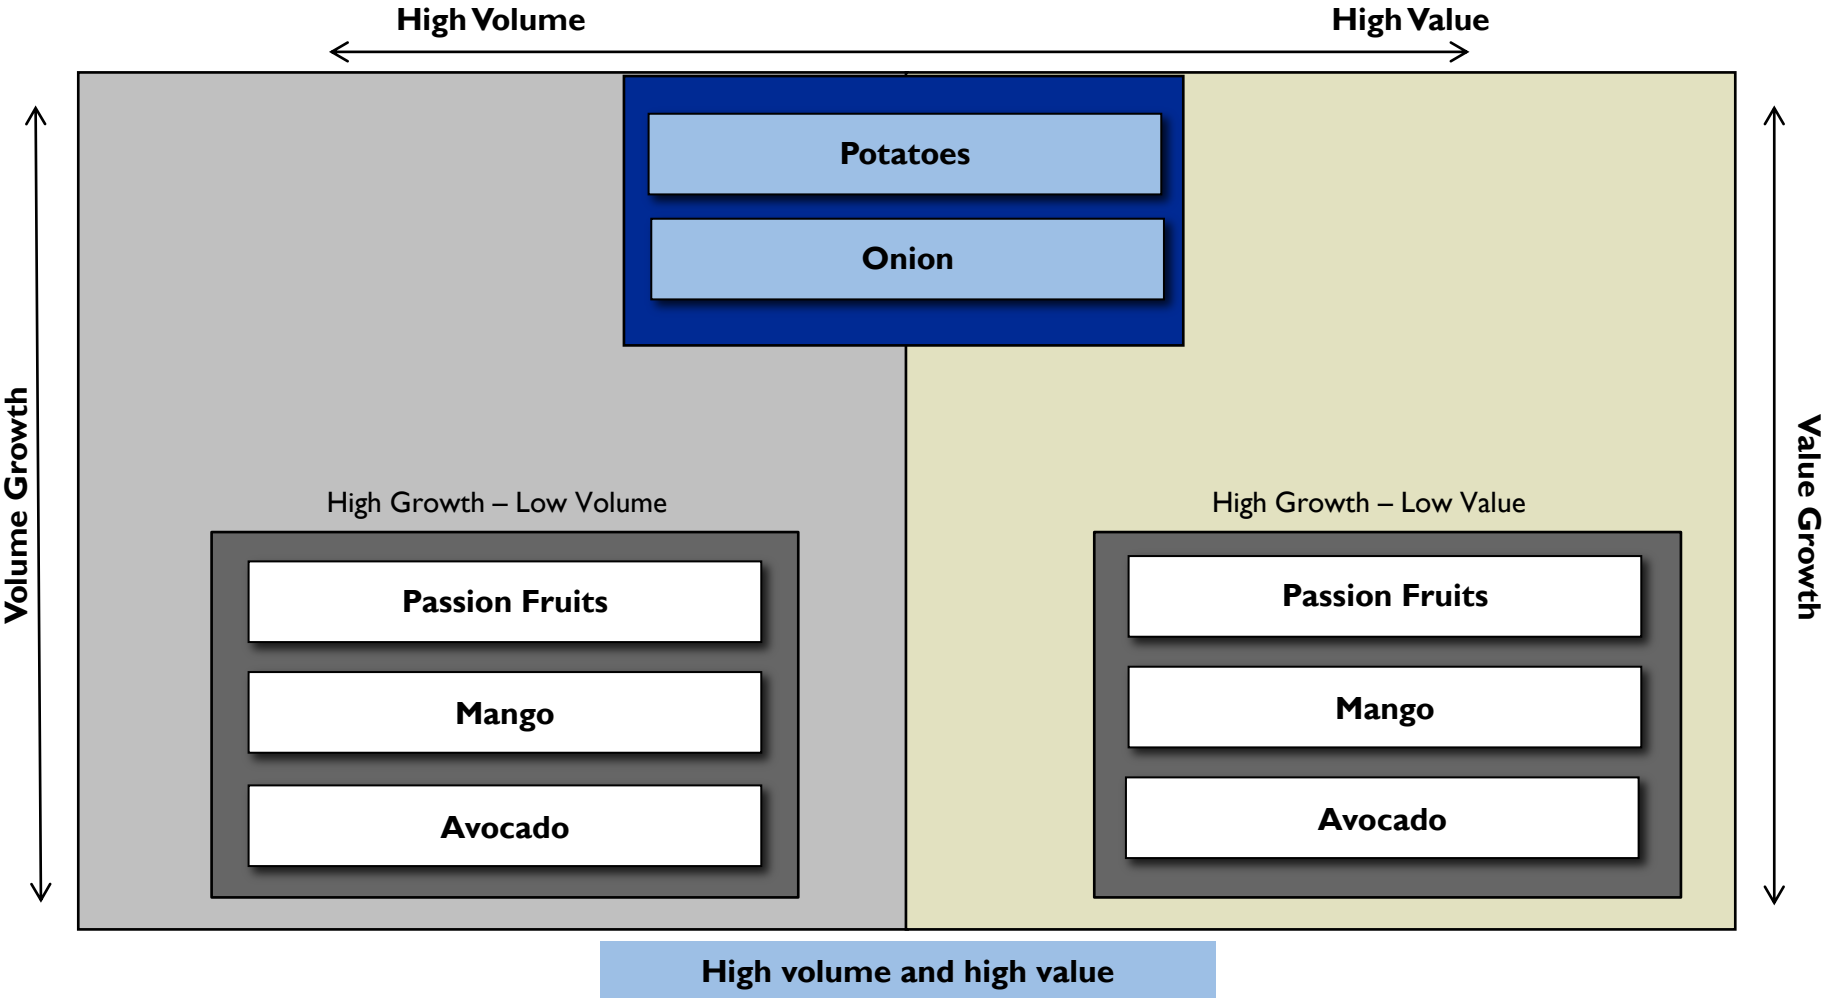 High Volume
High Value
Potatoes
Onion
Volume Growth
Value Growth
High Growth – Low Volume
Passion Fruits
Mango
Avocado
High Growth – Low Value
Passion Fruits
Mango
Avocado
High volume and high value